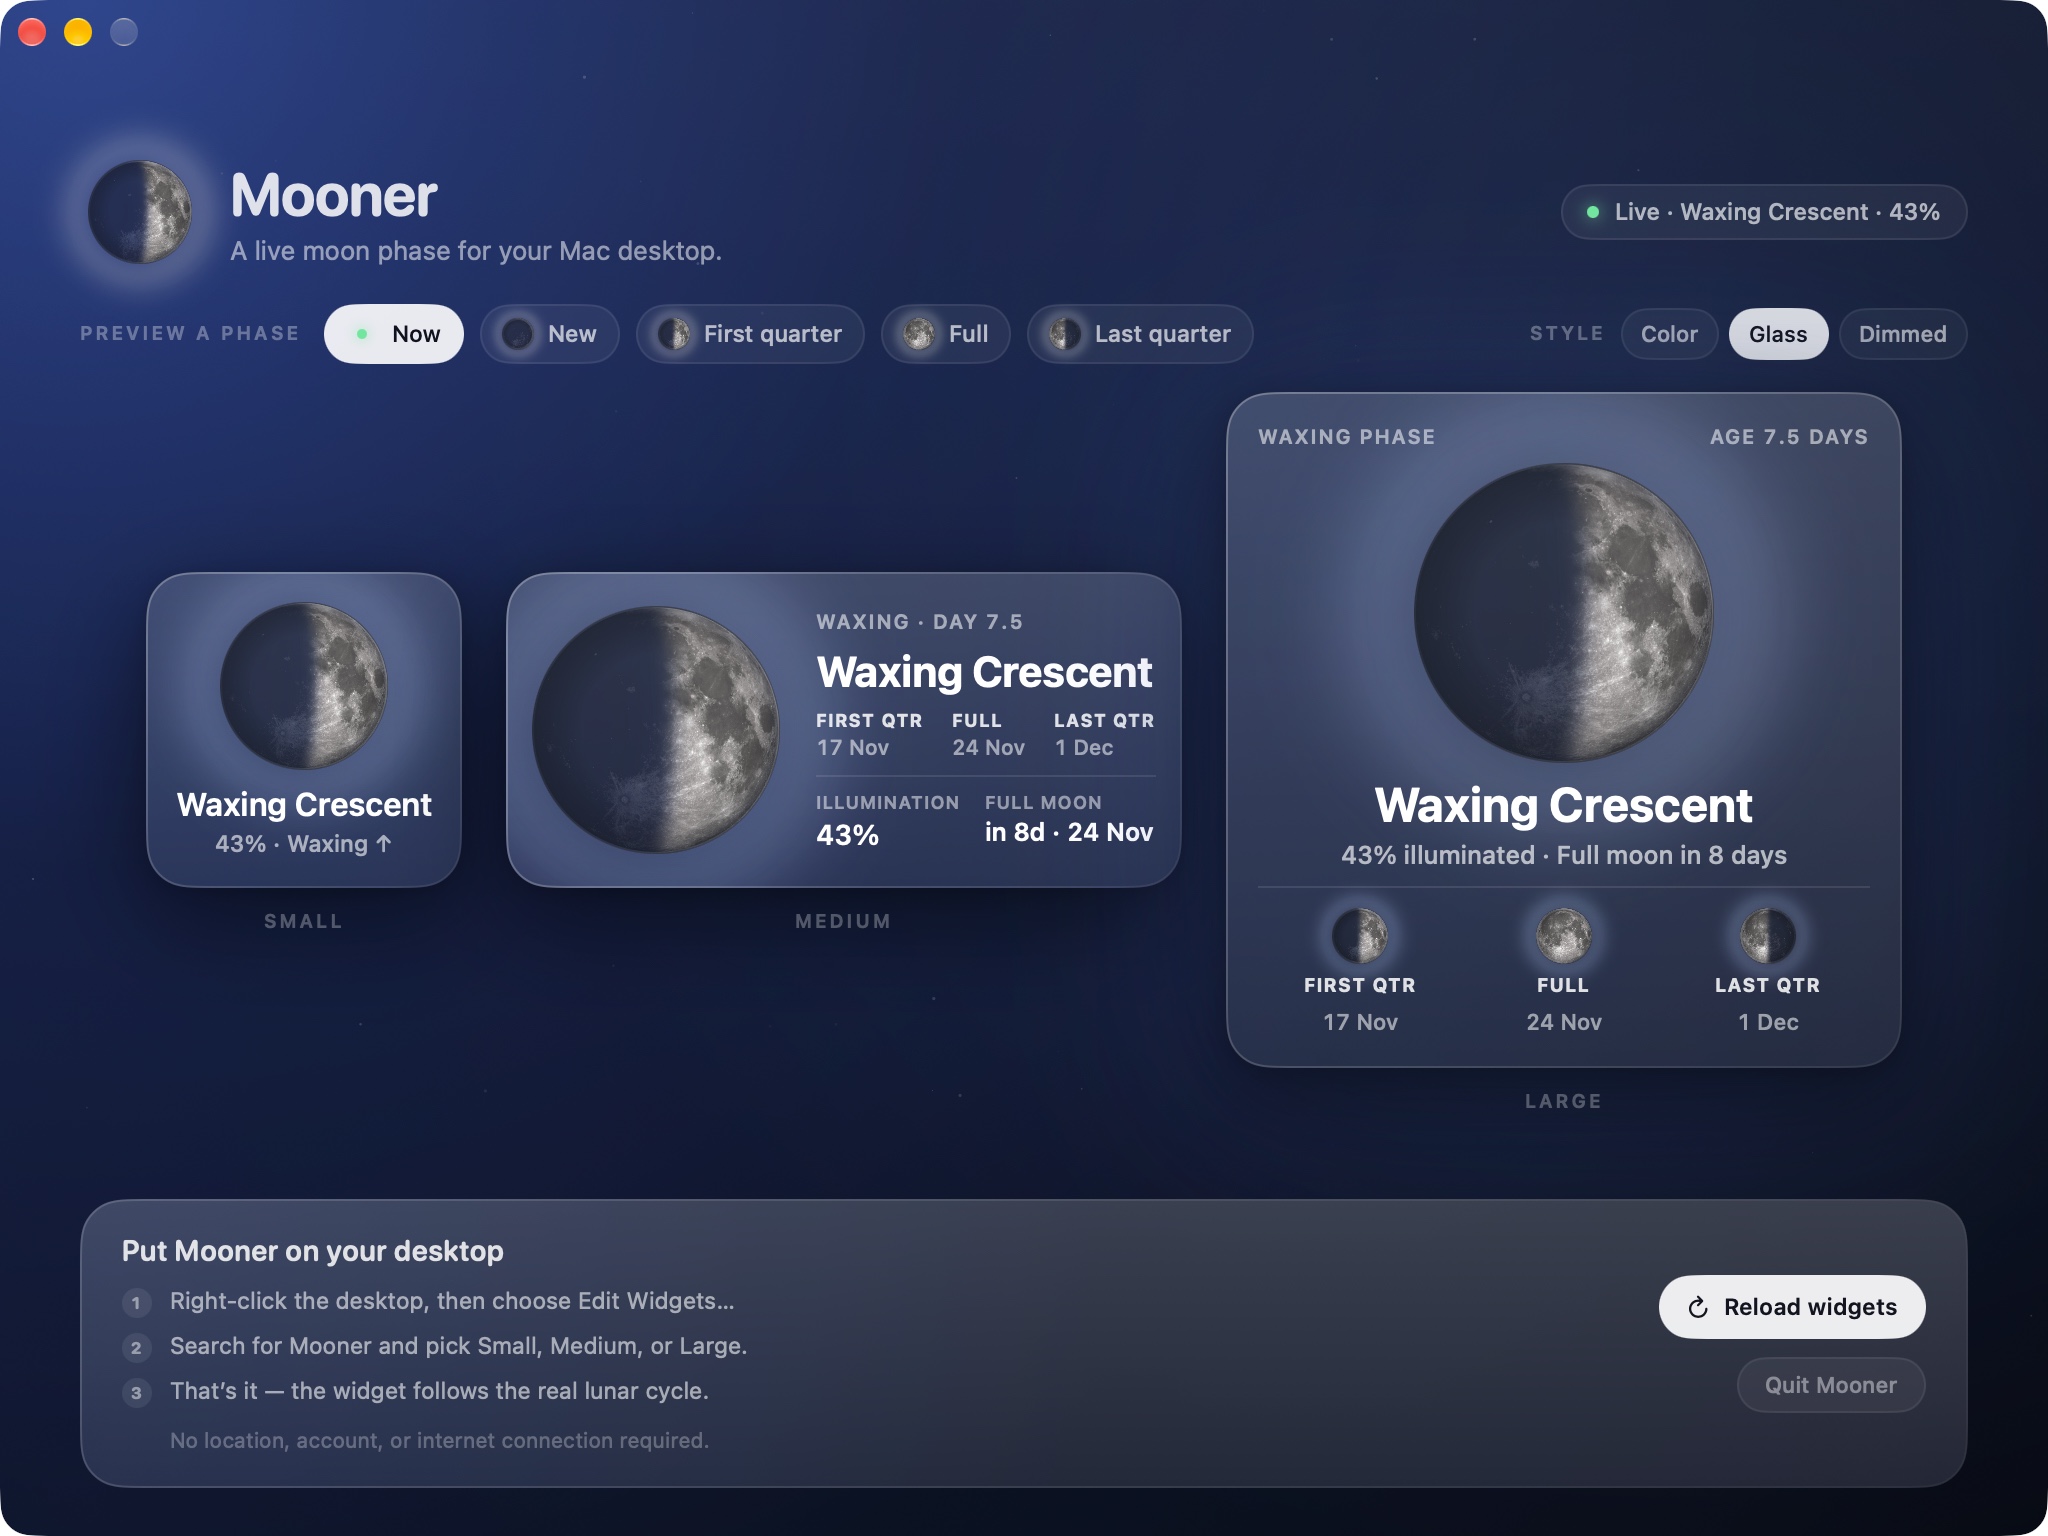 Mooner
A live moon phase for your Mac desktop.
Live · Waxing Crescent · 43%
PREVIEW A PHASE
Now
New
First quarter
Full
Last quarter
STYLE
Color
Glass
Dimmed
Waxing Crescent
43% · Waxing ↑
SMALL
WAXING · DAY 7.5
Waxing Crescent
FIRST QTR FULL LAST QTR
17 Nov 24 Nov 1 Dec
ILLUMINATION FULL MOON
43% in 8d · 24 Nov
MEDIUM
WAXING PHASE AGE 7.5 DAYS
Waxing Crescent
43% illuminated · Full moon in 8 days
FIRST QTR FULL LAST QTR
17 Nov 24 Nov 1 Dec
LARGE
Put Mooner on your desktop
1 Right-click the desktop, then choose Edit Widgets…
2 Search for Mooner and pick Small, Medium, or Large.
3 That’s it — the widget follows the real lunar cycle.
No location, account, or internet connection required.
Reload widgets
Quit Mooner